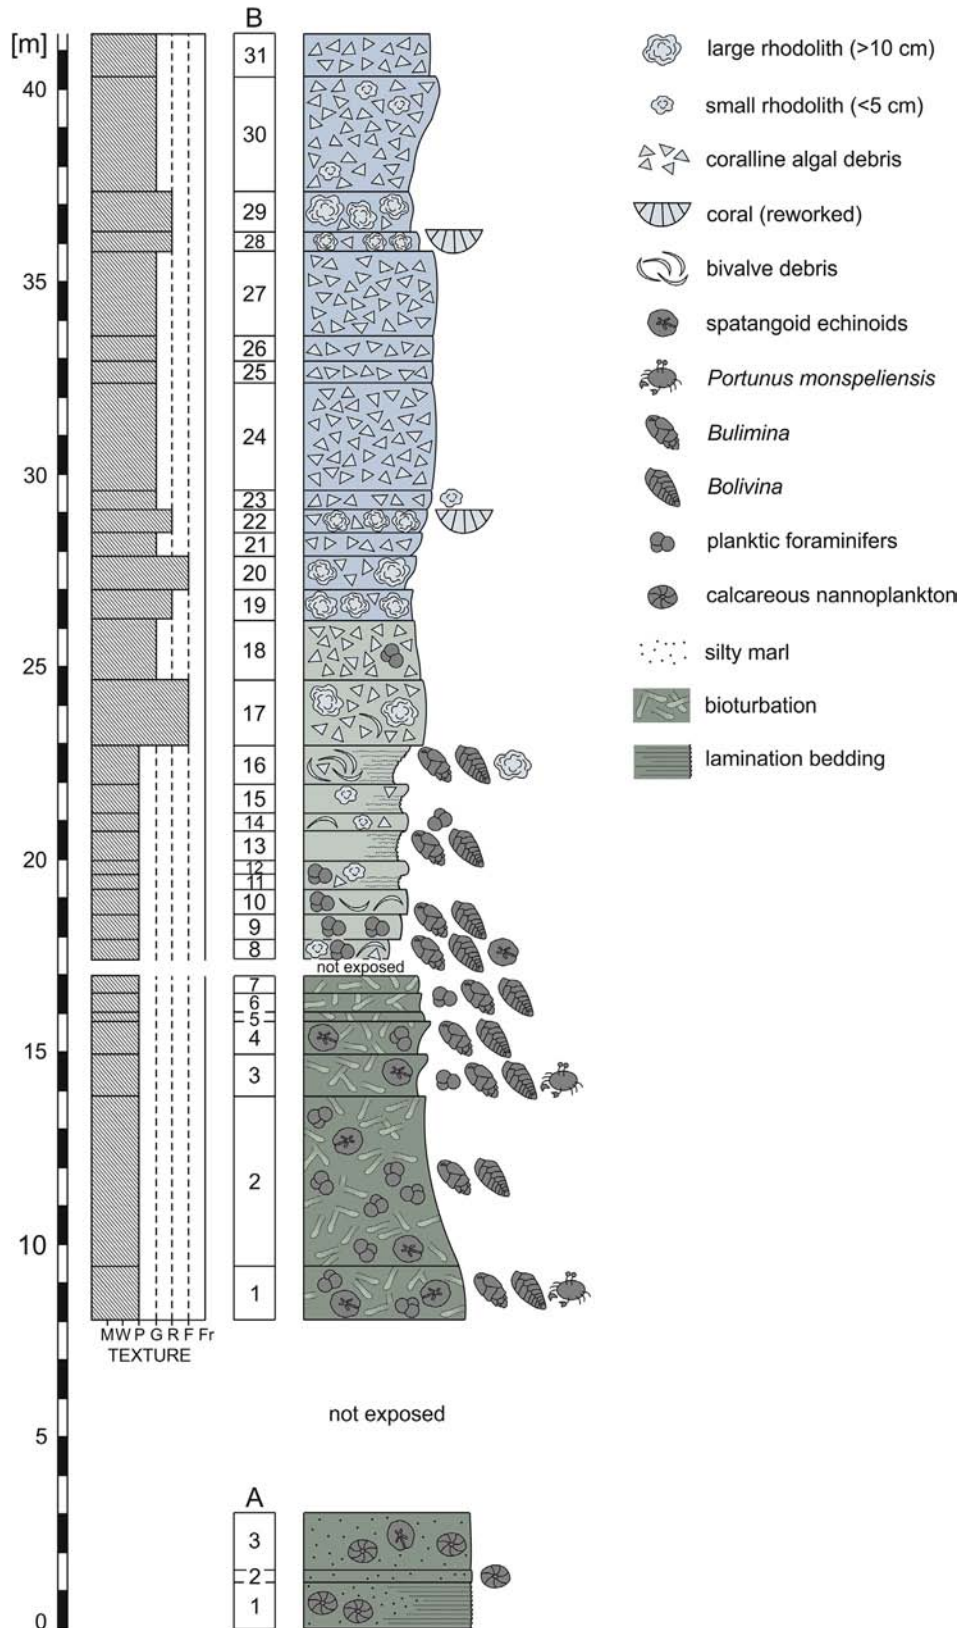 B
[m]
31
large rhodolith (>10 cm)
40
small rhodolith (<5 cm)
30
coralline algal debris
29
coral (reworked)
28
35
27
bivalve debris
spatangoid echinoids
26
25
Portunus monspeliensis
24
Bulimina
30
23
Bolivina
22
21
planktic foraminifers
20
19
calcareous nannoplankton
18
silty marl
25
17
bioturbation
16
lamination bedding
15
14
13
20
12
11
10
9
8
not exposed
7
6
5
15
4
3
2
10
1
M W P G R F Fr
TEXTURE
not exposed
5
A
3
2
1
0